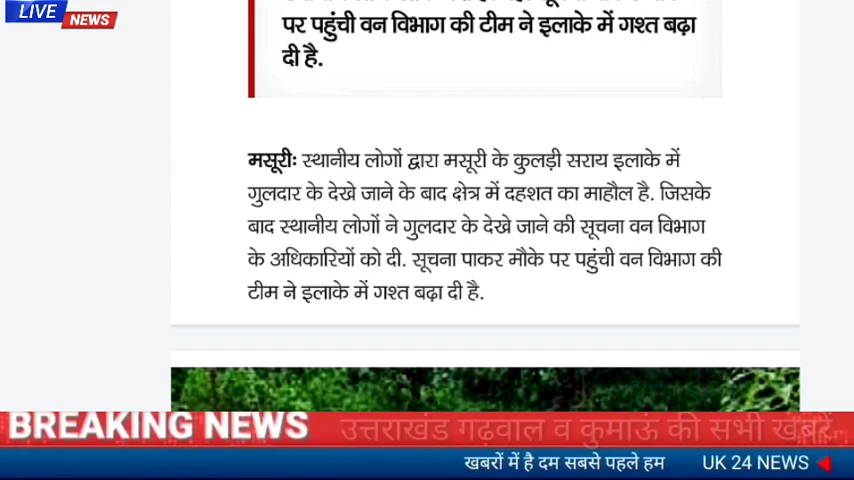 LIVE
NEWS
पर पहुंची वन विभाग की टीम ने इलाके में गश्त बढ़ा
दी है.
मसूरीः स्थानीय लोगों द्वारा मसूरी के कुलड़ी सराय इलाके में
गुलदार के देखे जाने के बाद क्षेत्र में दहशत का माहौल है. जिसके
बाद स्थानीय लोगों ने गुलदार के देखे जाने की सूचना वन विभाग
के अधिकारियों को दी. सूचना पाकर मौके पर पहुंची वन विभाग की
टीम ने इलाके में गश्त बढ़ा दी है.
BREAKING NEWS उत्तराखंड गढ़वाल व कुमाऊं की सभी खबरें
खबरों में है दम सबसे पहले हम UK 24 NEWS